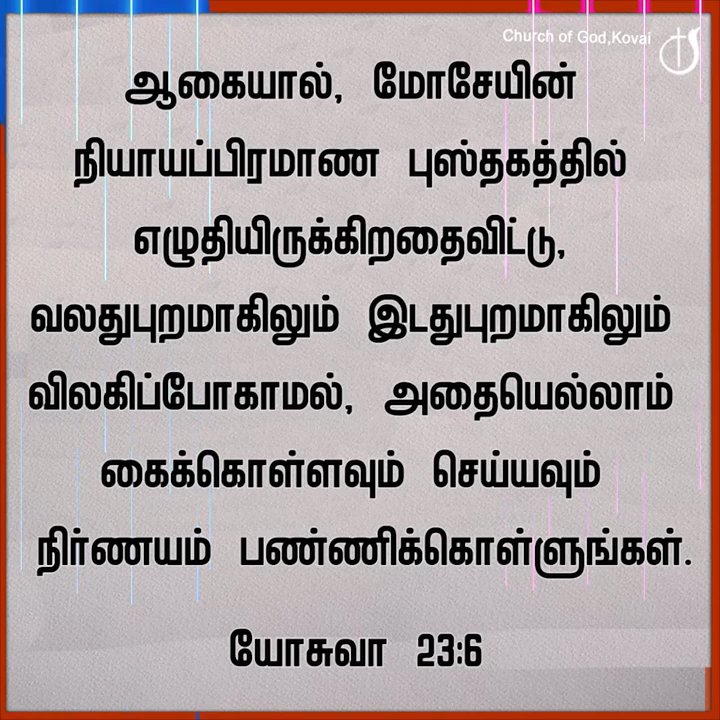 Church of God,Kovai
ஆகையால், மோசேயின்
நியாயப்பிரமாண புஸ்தகத்தில்
எழுதியிருக்கிறதைவிட்டு,
வலதுபுறமாகிலும் இடதுபுறமாகிலும்
விலகிப்போகாமல், அதையெல்லாம்
கைக்கொள்ளவும் செய்யவும்
நிர்ணயம் பண்ணிக்கொள்ளுங்கள்.
யோசுவா 23:6